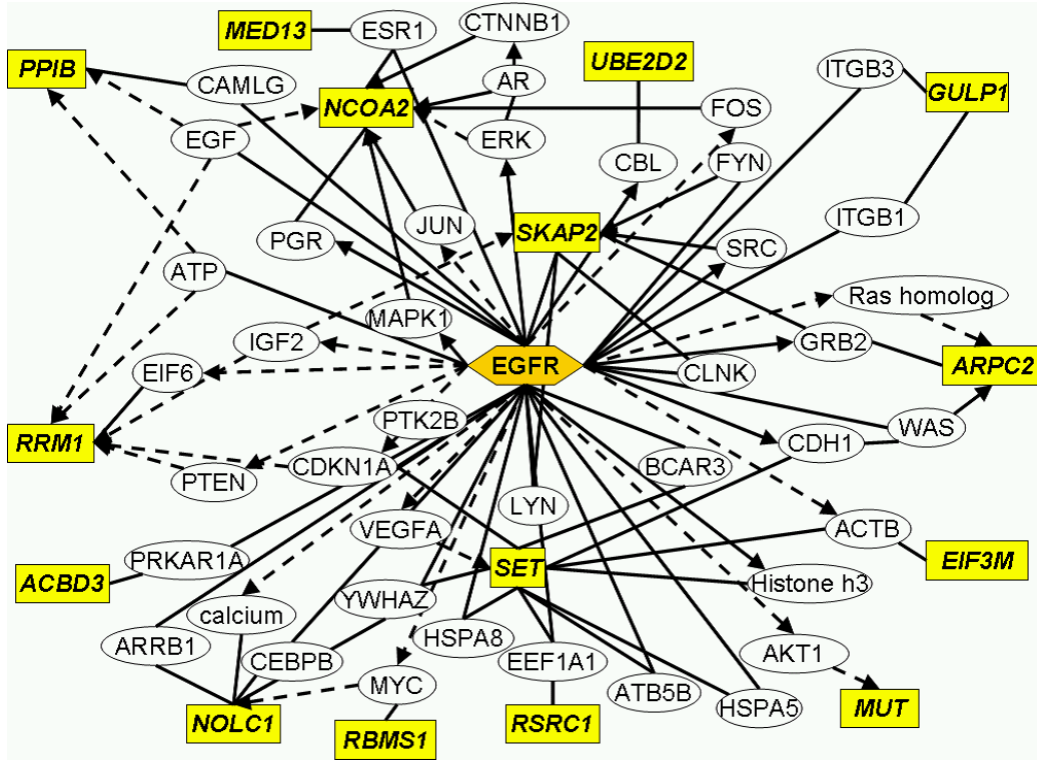 MED13
ESR1
CTNNB1
PPIB
CAMLG
AR
UBE2D2
ITGB3
GULP1
NCOA2
FOS
EGF
ERK
CBL
FYN
PGR
JUN
SKAP2
ITGB1
SRC
ATP
Ras homolog
MAPK1
IGF2
GRB2
EIF6
EGFR
CLNK
ARPC2
PTK2B
WAS
RRM1
CDH1
PTEN
CDKN1A
BCAR3
LYN
VEGFA
ACTB
PRKAR1A
SET
EIF3M
ACBD3
Histone h3
calcium
YWHAZ
ARRB1
HSPA8
CEBPB
EEF1A1
AKT1
MYC
ATB5B
HSPA5
NOLC1
RBMS1
RSRC1
MUT